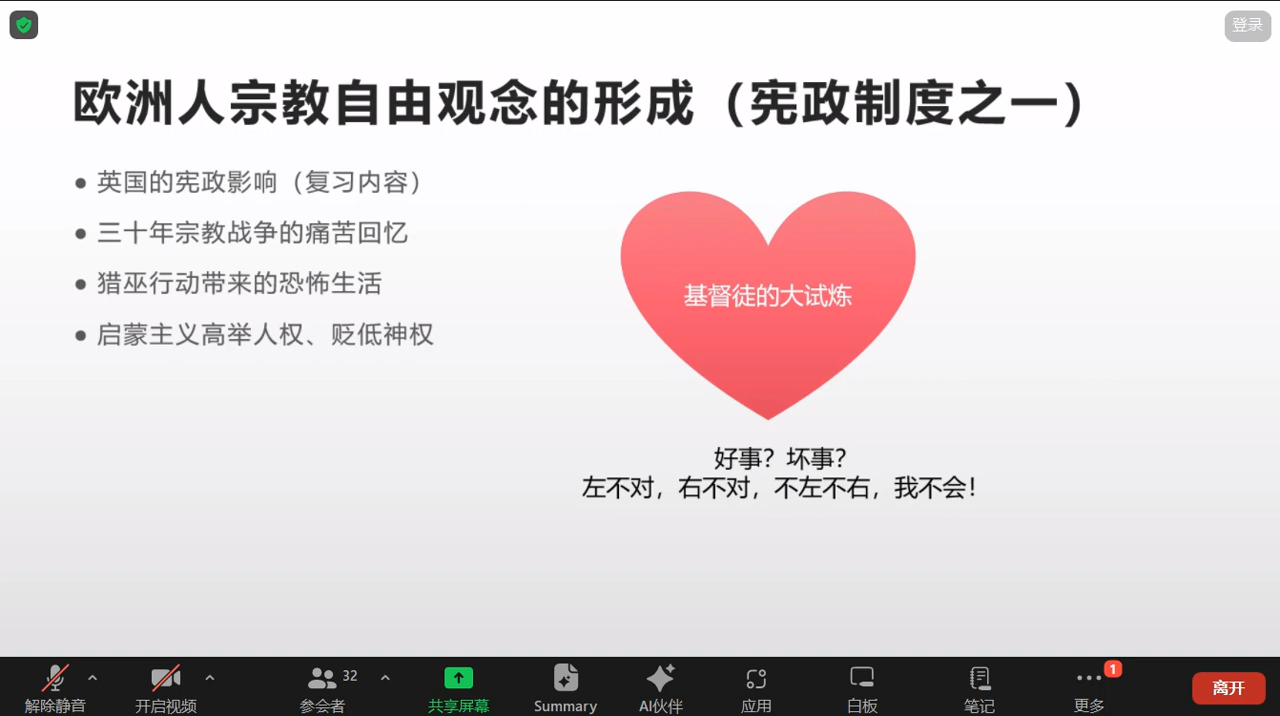 登录
欧洲人宗教自由观念的形成（宪政制度之一）
● 英国的宪政影响（复习内容）
● 三十年宗教战争的痛苦回忆
● 猎巫行动带来的恐怖生活
● 启蒙主义高举人权、贬低神权
基督徒的大试炼
好事？坏事？
左不对，右不对，不左不右，我不会！
32
1
解除静音
开启视频
参会者
共享屏幕
Summary
AI伙伴
应用
白板
笔记
更多
离开